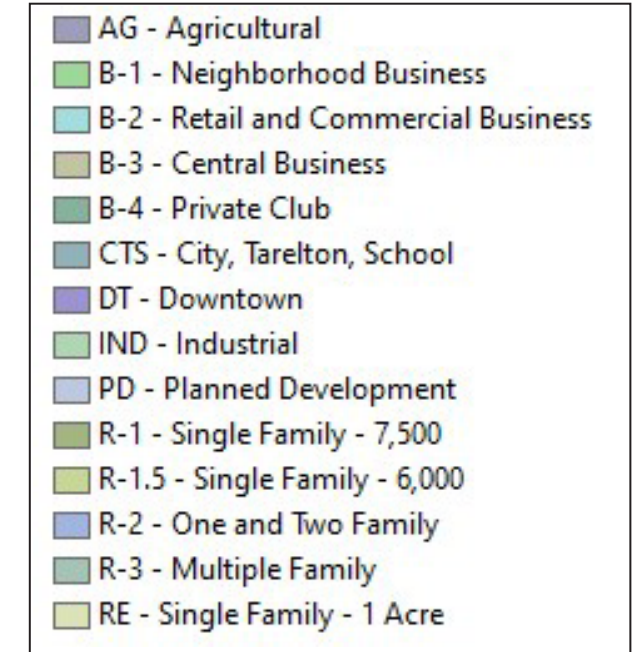 AG - Agricultural
B-1 - Neighborhood Business
B-2 - Retail and Commercial Business
B-3 - Central Business
B-4 - Private Club
CTS - City, Tarelton, School
DT - Downtown
IND - Industrial
PD - Planned Development
R-1 - Single Family - 7,500
R-1.5 - Single Family - 6,000
R-2 - One and Two Family
R-3 - Multiple Family
RE - Single Family - 1 Acre